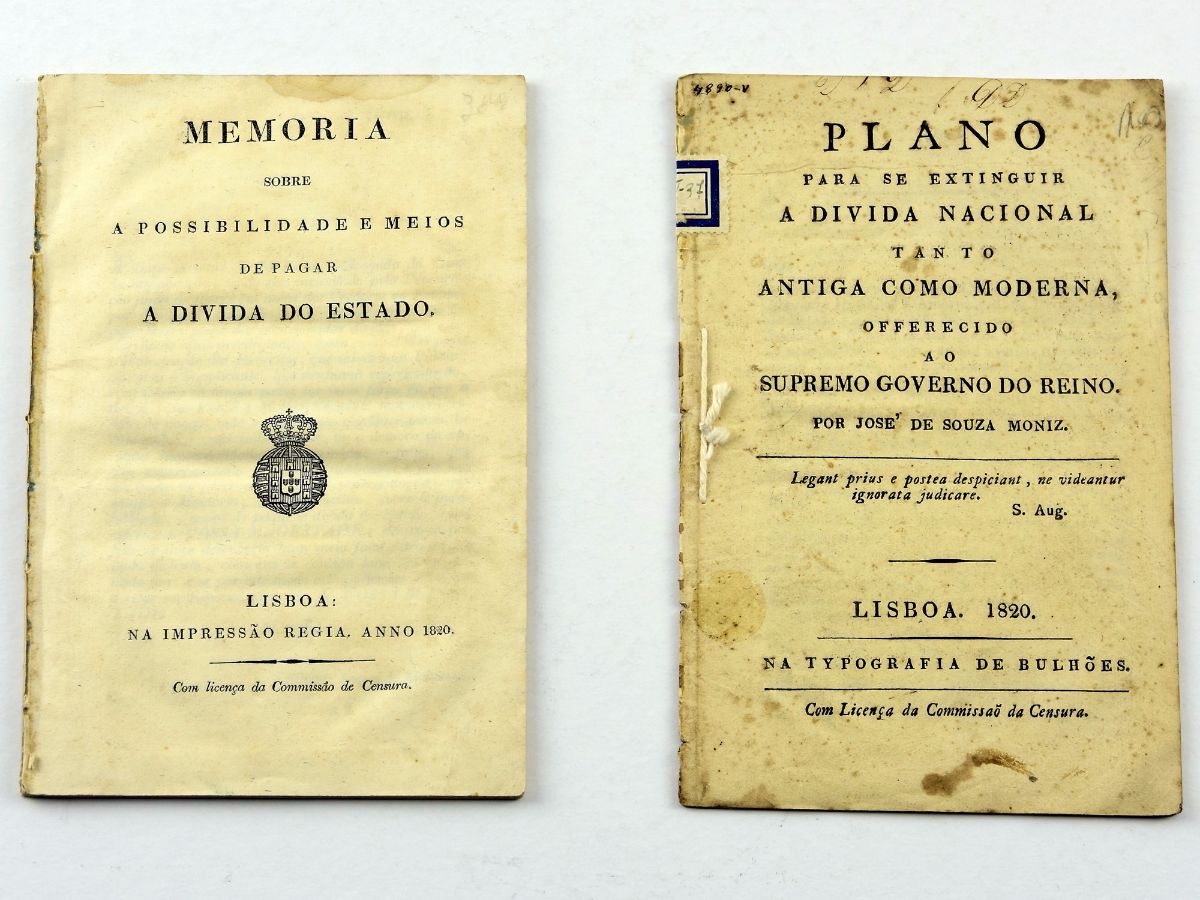 MEMORIA
SOBRE
A POSSIBILIDADE E MEIOS
DE PAGAR
A DIVIDA DO ESTADO.
LISBOA:
NA IMPRESSÃO REGIA. ANNO 1820.
Com licença da Commissão de Censura.
PLANO
PARA SE EXTINGUIR
A DIVIDA NACIONAL
TANTO
ANTIGA COMO MODERNA,
OFFERECIDO
AO
SUPREMO GOVERNO DO REINO.
POR JOSE' DE SOUZA MONIZ.
Legant prius e postea despiciant, ne videantur
ignorata judicare.
S. Aug.
LISBOA. 1820.
NA TYPOGRAFIA DE BULHÕES.
Com Licença da Commissaõ da Censura.